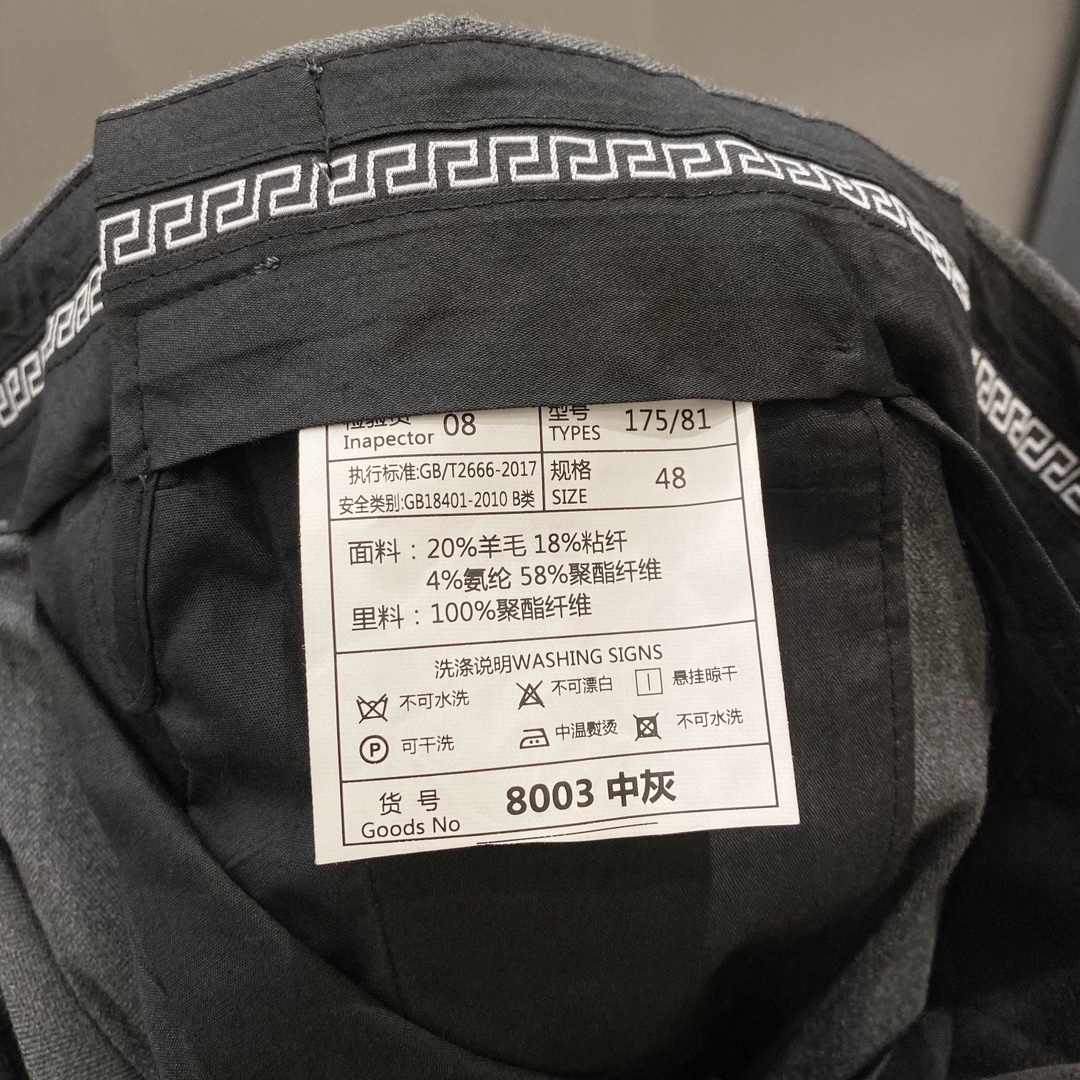 检验员 08
Inapector
型号 175/81
TYPES
执行标准:GB/T2666-2017
安全类别:GB18401-2010 B类
规格 48
SIZE
面料：20%羊毛 18%粘纤
4%氨纶 58%聚酯纤维
里料：100%聚酯纤维
洗涤说明WASHING SIGNS
不可水洗 不可漂白 悬挂晾干
P 可干洗 中温熨烫 不可水洗
货 号 8003 中灰
Goods No